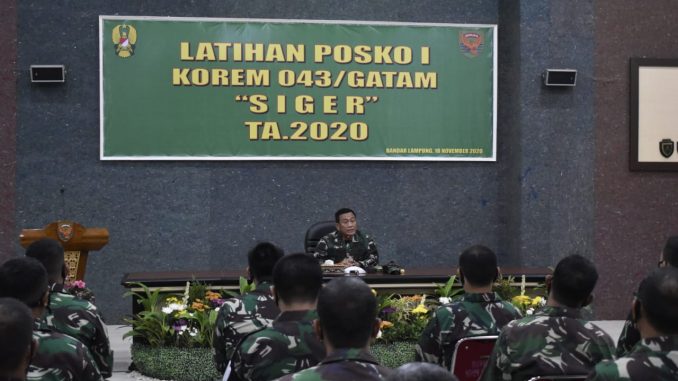 LATIHAN POSKO I
KOREM 043/GATAM
“SIGER”
TA.2020
BANDAR LAMPUNG, 18 NOVEMBER 2020